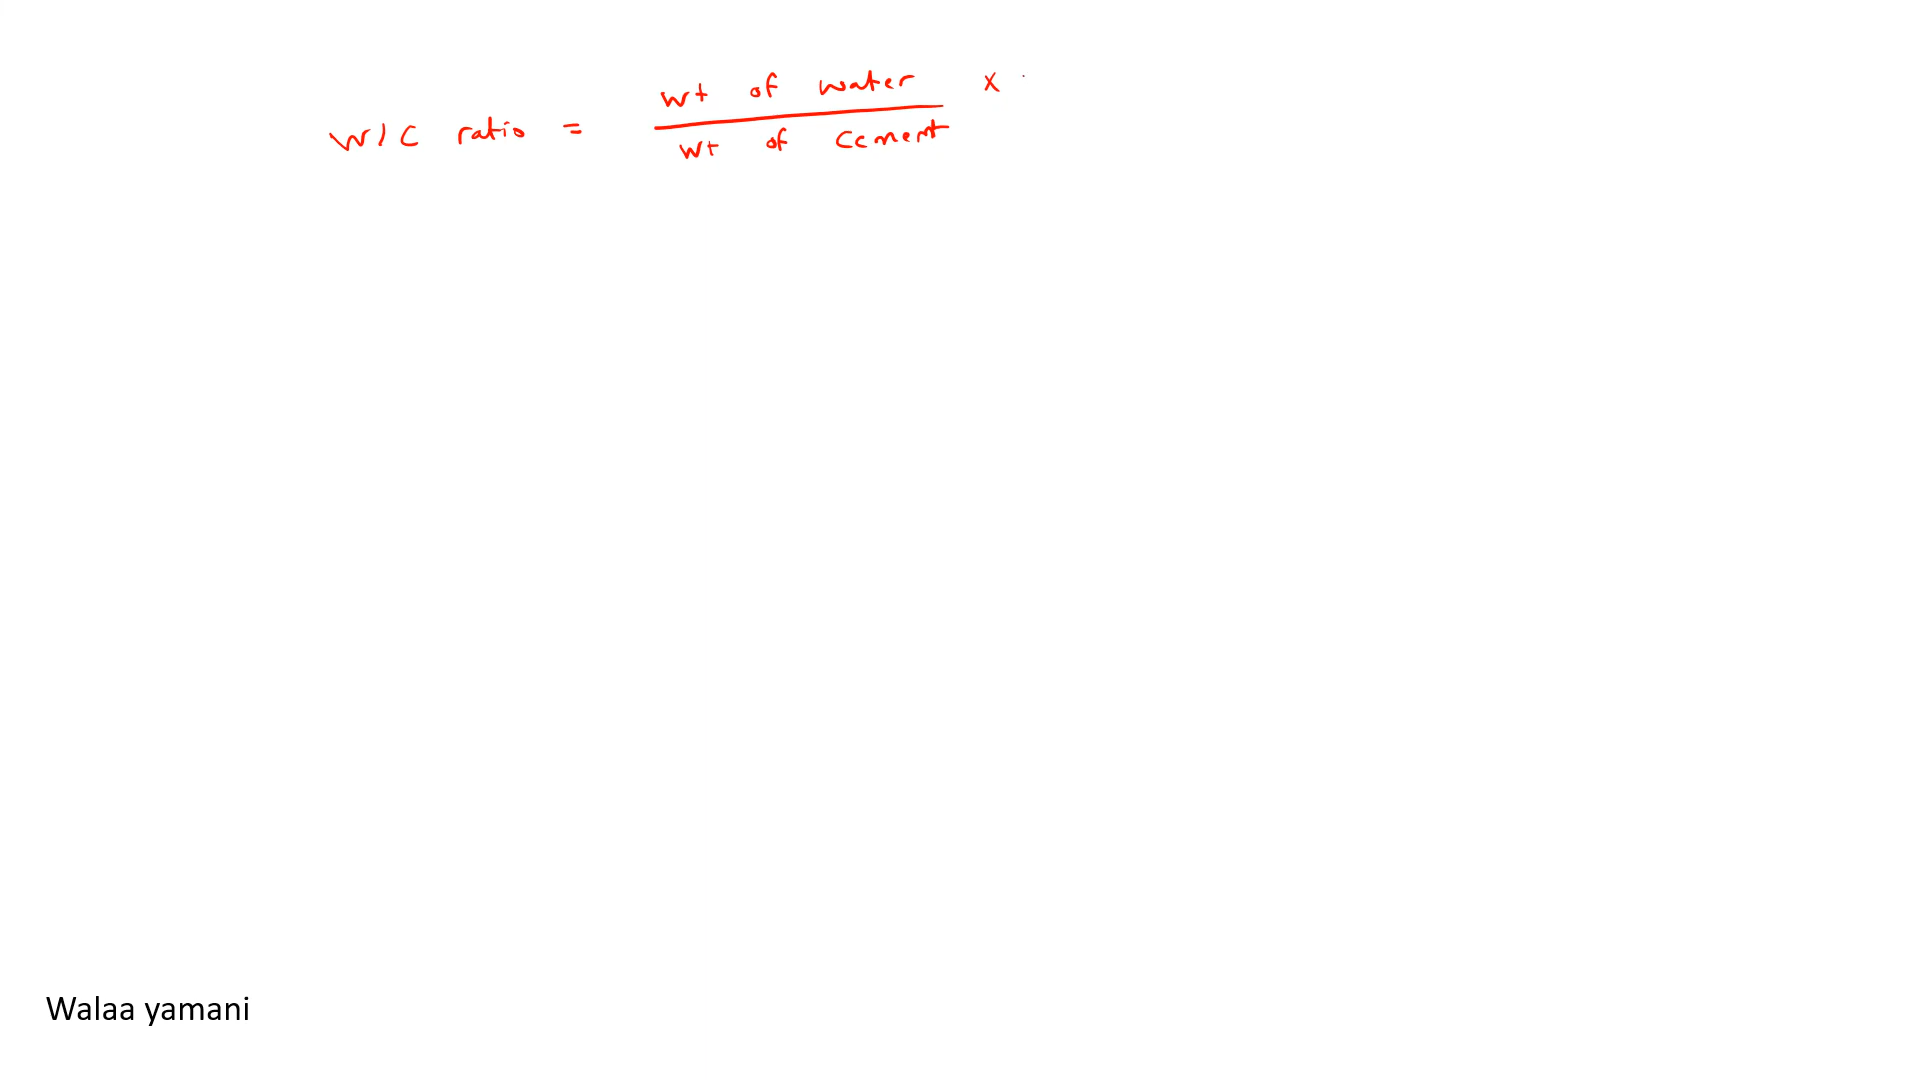 W/C ratio = wt of water / wt of cement x
Walaa yamani